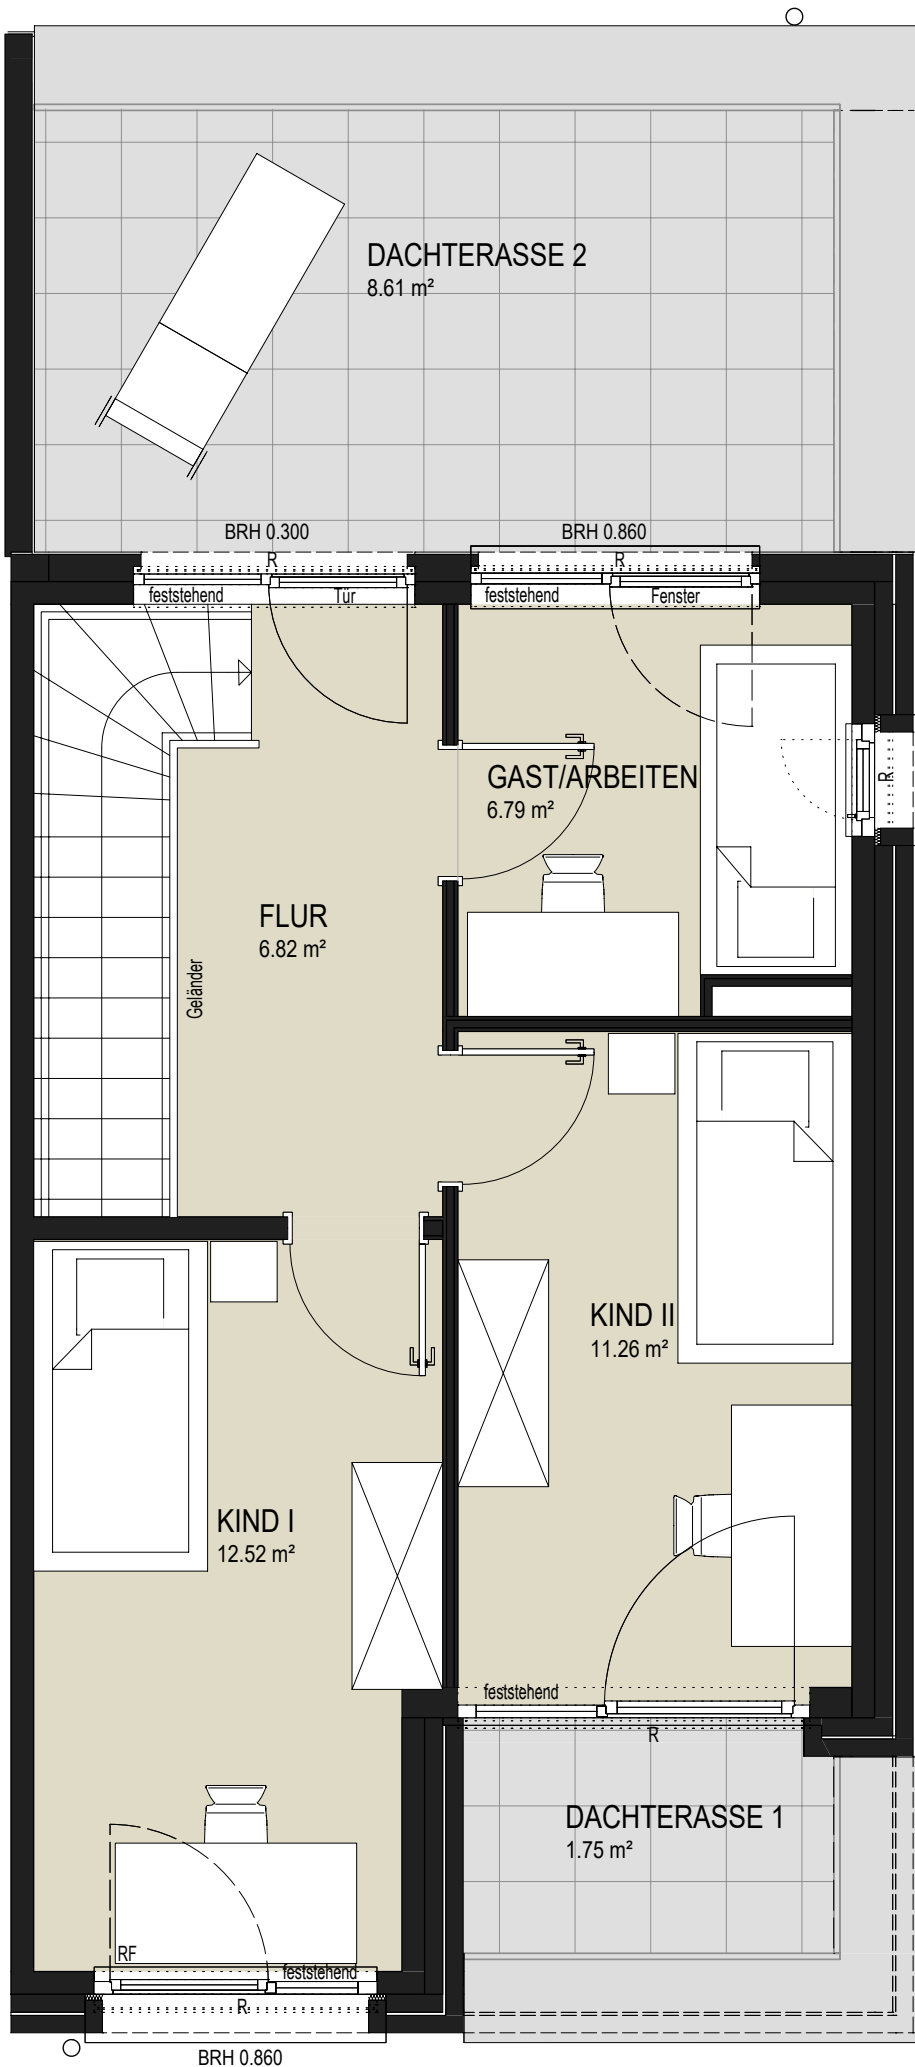 DACHTERASSE 2
8.61 m²
BRH 0.300
BRH 0.860
R
R
feststehend
Tür
feststehend
Fenster
GAST/ARBEITEN
6.79 m²
R
FLUR
6.82 m²
Geländer
KIND II
11.26 m²
KIND I
12.52 m²
feststehend
R
DACHTERASSE 1
1.75 m²
RF
feststehend
R
BRH 0.860